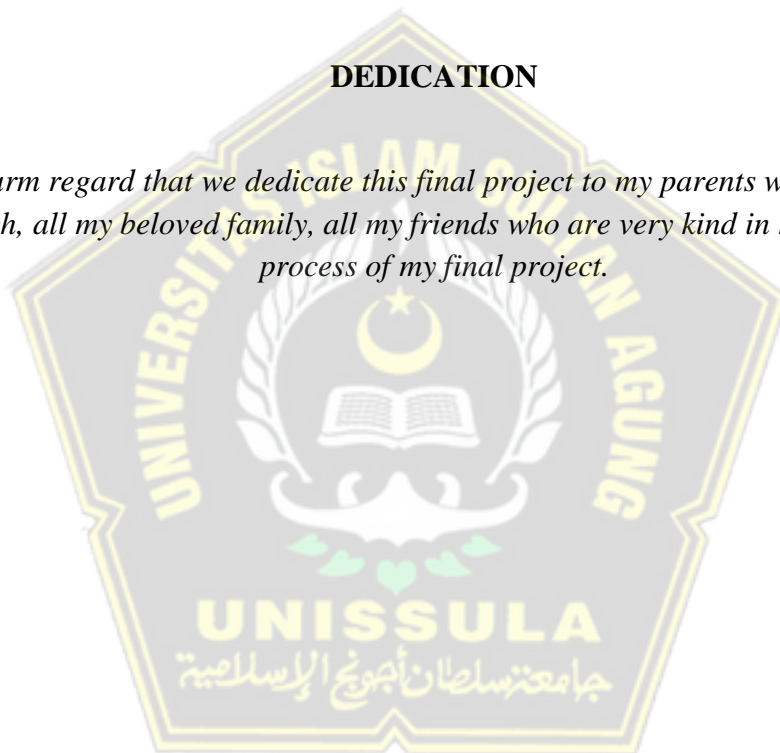 DEDICATION
arm regard that we dedicate this final project to my parents w
h, all my beloved family, all my friends who are very kind in
process of my final project.
UNIVERSITAS ISLAM SULTAN AGUNG
UNISSULA
جامعة سلطان أجونج الإسلامية